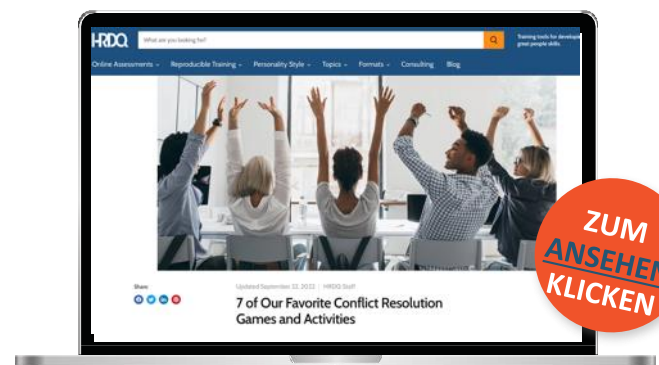 HRDQ
What are you looking for?
Training tools for develop
great people skills.
Online Assessments
Reproducible Training
Personality Style
Topics
Formats
Consulting
Blog
ZUM
ANSEHEN
KLICKEN
Share
Updated September 22, 2022 | HRDQ Staff
7 of Our Favorite Conflict Resolution
Games and Activities